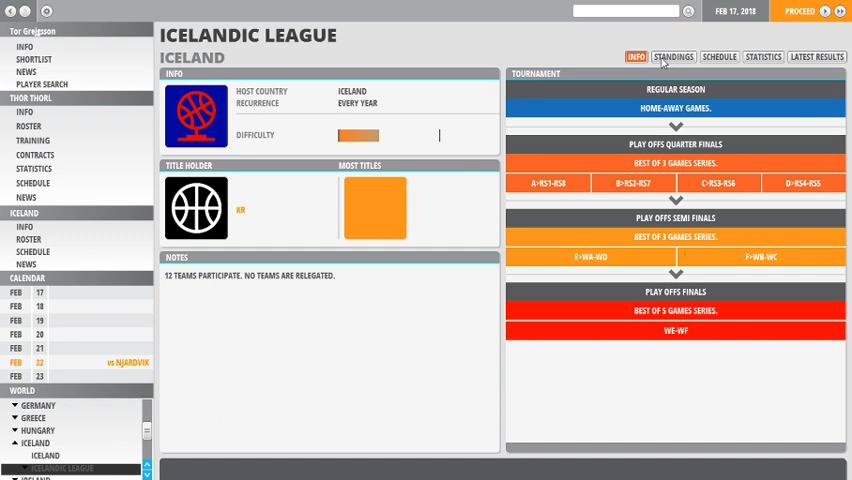 FEB 17, 2018
PROCEED
Tor Grejgsson
INFO
SHORTLIST
NEWS
PLAYER SEARCH
THOR THORL
INFO
ROSTER
TRAINING
CONTRACTS
STATISTICS
SCHEDULE
NEWS
ICELAND
INFO
ROSTER
SCHEDULE
NEWS
CALENDAR
FEB 17
FEB 18
FEB 19
FEB 20
FEB 21
FEB 22 vs NJARDVIK
FEB 23
WORLD
GERMANY
GREECE
HUNGARY
ICELAND
ICELAND
ICELANDIC LEAGUE
ICELANDIC LEAGUE
ICELAND
INFO STANDINGS SCHEDULE STATISTICS LATEST RESULTS
INFO
HOST COUNTRY ICELAND
RECURRENCE EVERY YEAR
DIFFICULTY
TITLE HOLDER MOST TITLES
KR
NOTES
12 TEAMS PARTICIPATE. NO TEAMS ARE RELEGATED.
TOURNAMENT
REGULAR SEASON
HOME-AWAY GAMES.
PLAY OFFS QUARTER FINALS
BEST OF 3 GAMES SERIES.
A>RS1-RS8 B>RS2-RS7 C>RS3-RS6 D>RS4-RS5
PLAY OFFS SEMI FINALS
BEST OF 3 GAMES SERIES.
E>WA-WD F>WB-WC
PLAY OFFS FINALS
BEST OF 5 GAMES SERIES.
WE-WF